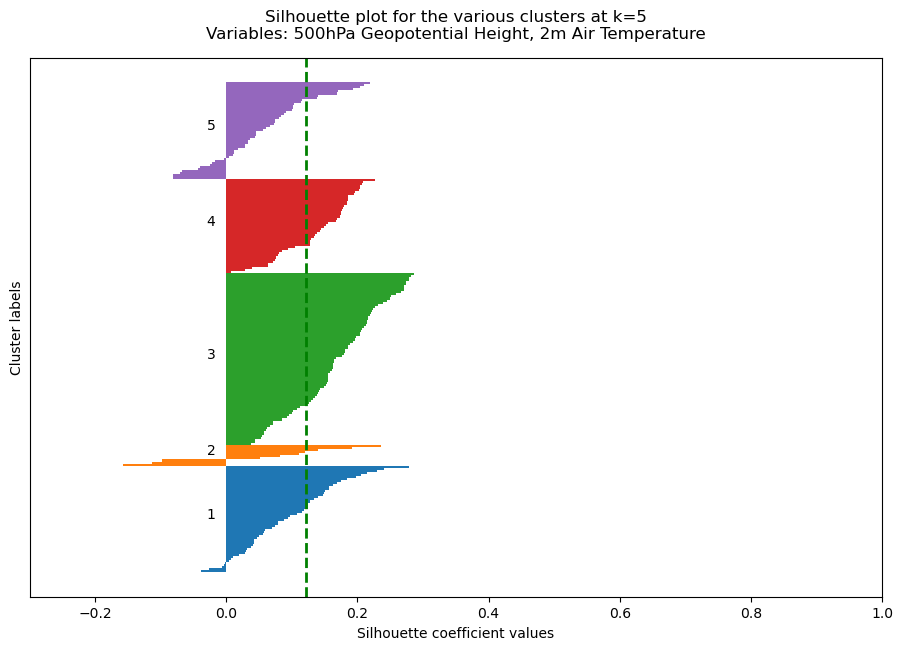 Silhouette plot for the various clusters at k=5
Variables: 500hPa Geopotential Height, 2m Air Temperature
5
4
3
2
1
Cluster labels
−0.2 0.0 0.2 0.4 0.6 0.8 1.0
Silhouette coefficient values